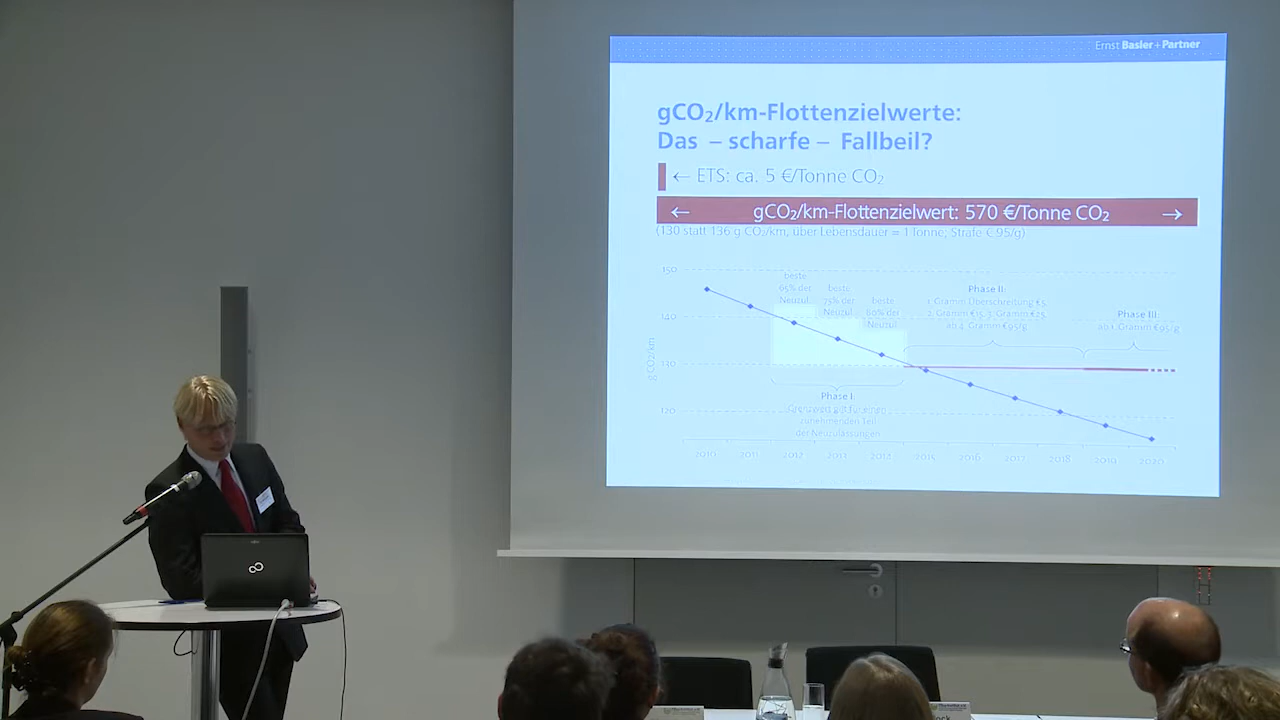 Ernst Basler + Partner
gCO₂/km-Flottenzielwerte:
Das – scharfe – Fallbeil?
← ETS: ca. 5 €/Tonne CO₂
← gCO₂/km-Flottenzielwert: 570 €/Tonne CO₂ →
(130 statt 136 g CO₂/km, über Lebensdauer = 1 Tonne; Strafe € 95/g)
150
140
130
120
g CO2/km
beste
65% der
Neuzul
beste
75% der
Neuzul
beste
80% der
Neuzul
Phase II:
1. Gramm Überschreitung €5,
2. Gramm €15, 3. Gramm €25,
ab 4. Gramm €95/g
Phase III
ab 1. Gramm €95/g
Phase I:
Grenzwert gilt für einen
zunehmenden Teil
der Neuzulassungen
2010 2011 2012 2013 2014 2015 2016 2017 2018 2019 2020